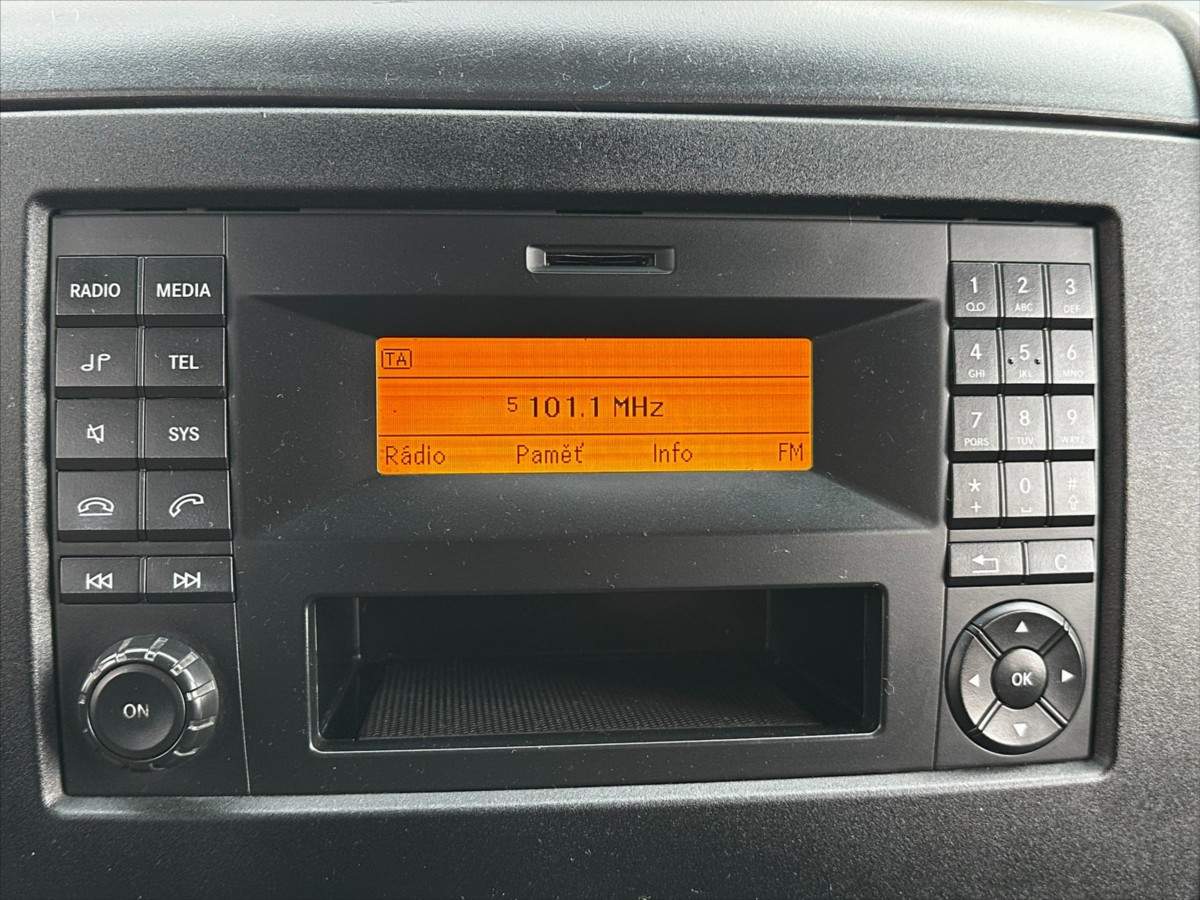 RADIO MEDIA
TEL
SYS
ON
TA
5 101.1 MHz
Rádio Paměť Info FM
1 2 3
ABC DEF
4 5 6
GHI JKL MNO
7 8 9
PQRS TUV WXYZ
* 0 #
+
C
OK